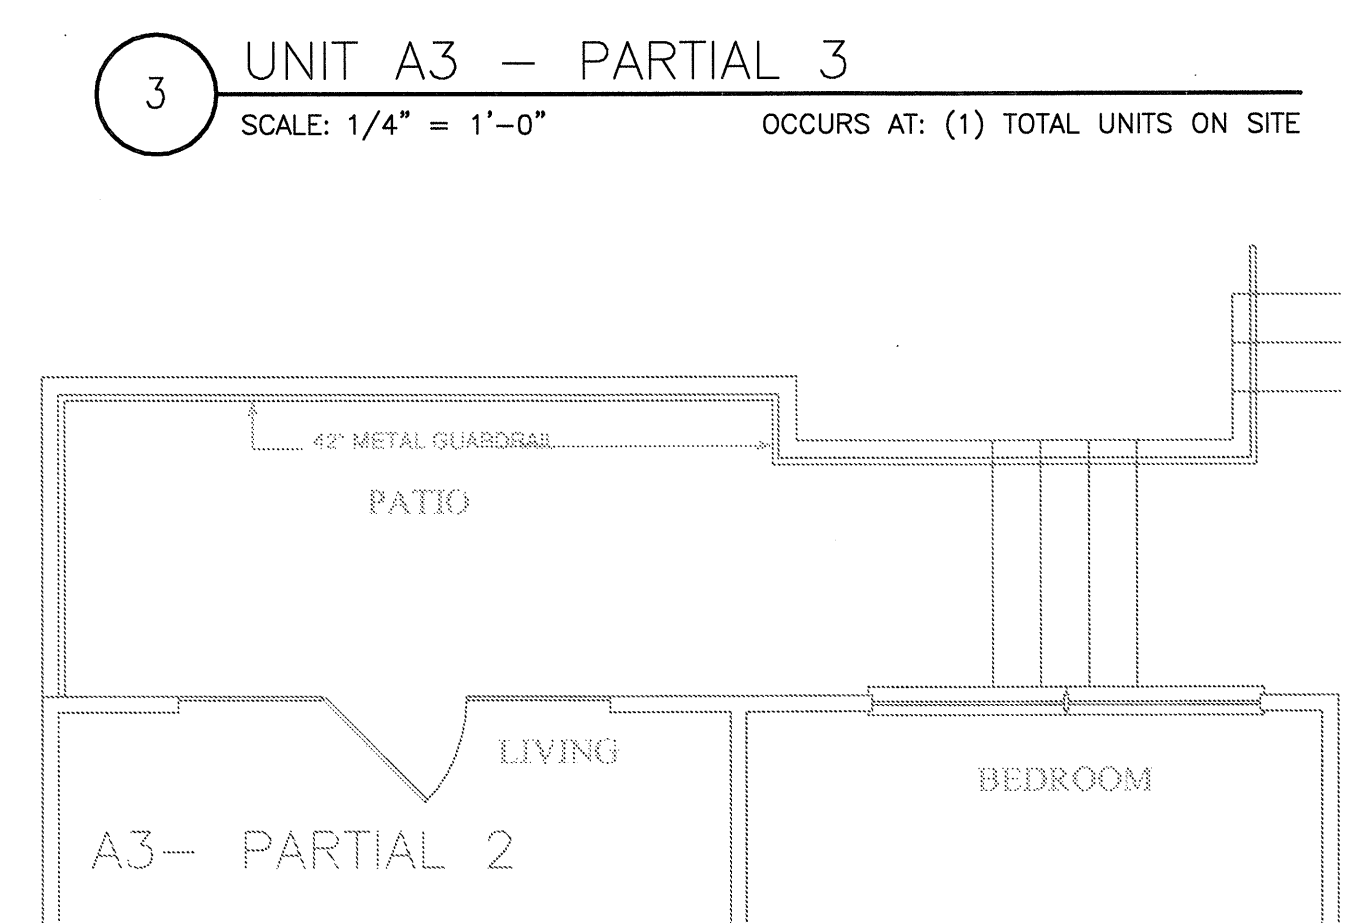 3
UNIT A3 – PARTIAL 3
SCALE: 1/4" = 1'–0"
OCCURS AT: (1) TOTAL UNITS ON SITE
42" METAL GUARDRAIL
PATIO
LIVING
BEDROOM
A3– PARTIAL 2